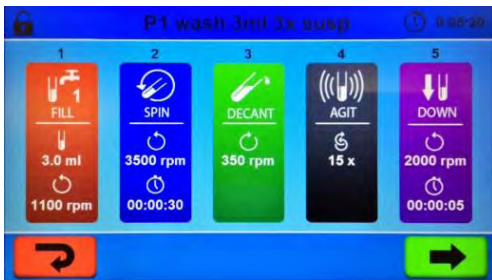 P1 wash 3ml 3x susp
0:05:20
1 2 3 4 5
1
FILL
3.0 ml
1100 rpm
SPIN
3500 rpm
00:00:30
DECANT
350 rpm
AGIT
15 x
DOWN
2000 rpm
00:00:05